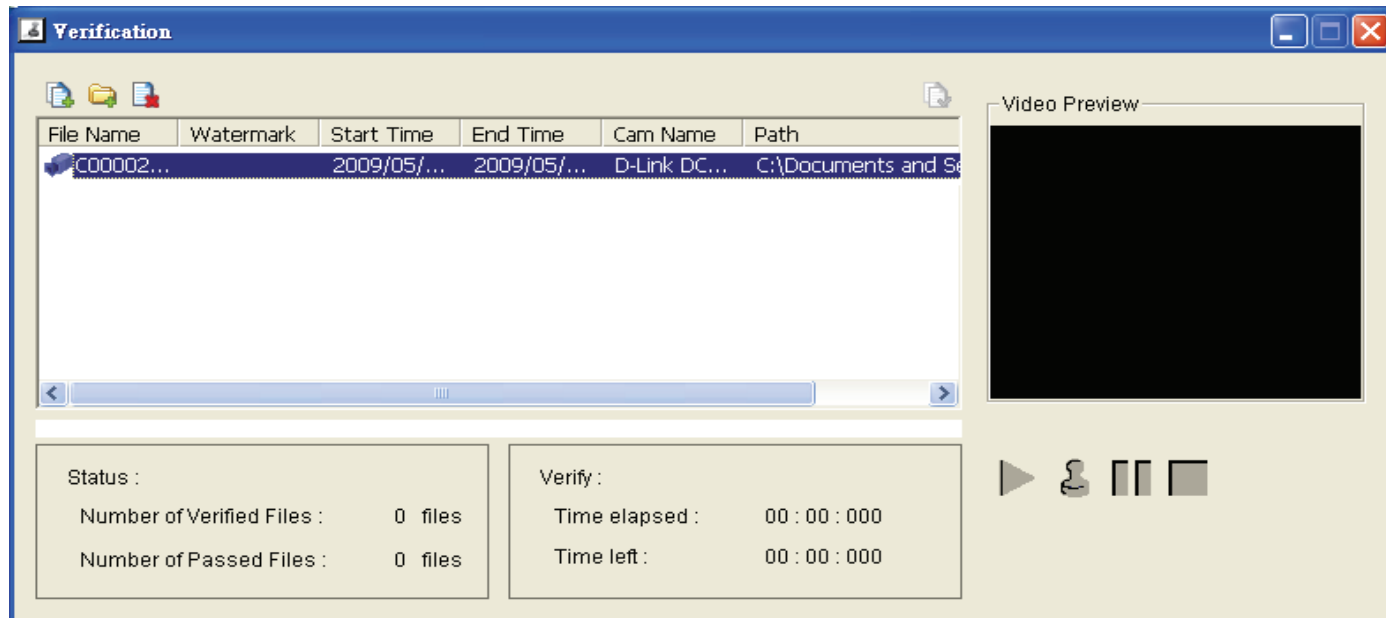 Verification
Video Preview
File Name Watermark Start Time End Time Cam Name Path
C00002... 2009/05/... 2009/05/... D-Link DC... C:\Documents and Se
Status :
Number of Verified Files : 0 files
Number of Passed Files : 0 files
Verify :
Time elapsed : 00 : 00 : 000
Time left : 00 : 00 : 000